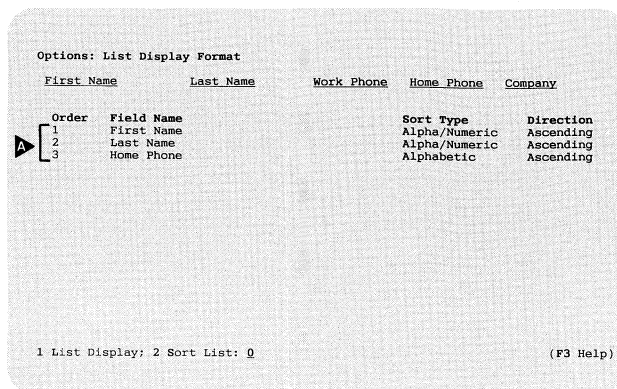 Options: List Display Format
First Name Last Name Work Phone Home Phone Company
Order Field Name Sort Type Direction
1 First Name Alpha/Numeric Ascending
A 2 Last Name Alpha/Numeric Ascending
3 Home Phone Alphabetic Ascending
1 List Display; 2 Sort List: 0 (F3 Help)